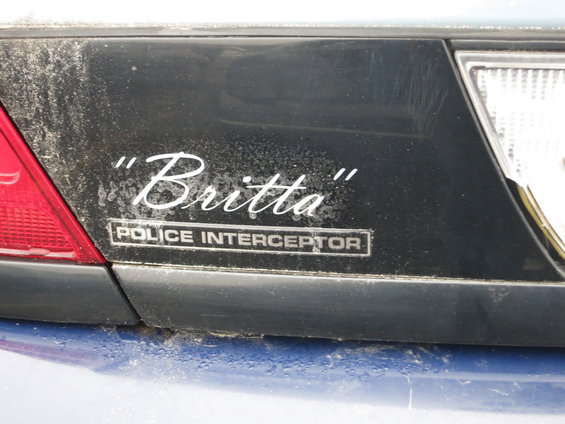 "Britta"
POLICE INTERCEPTOR